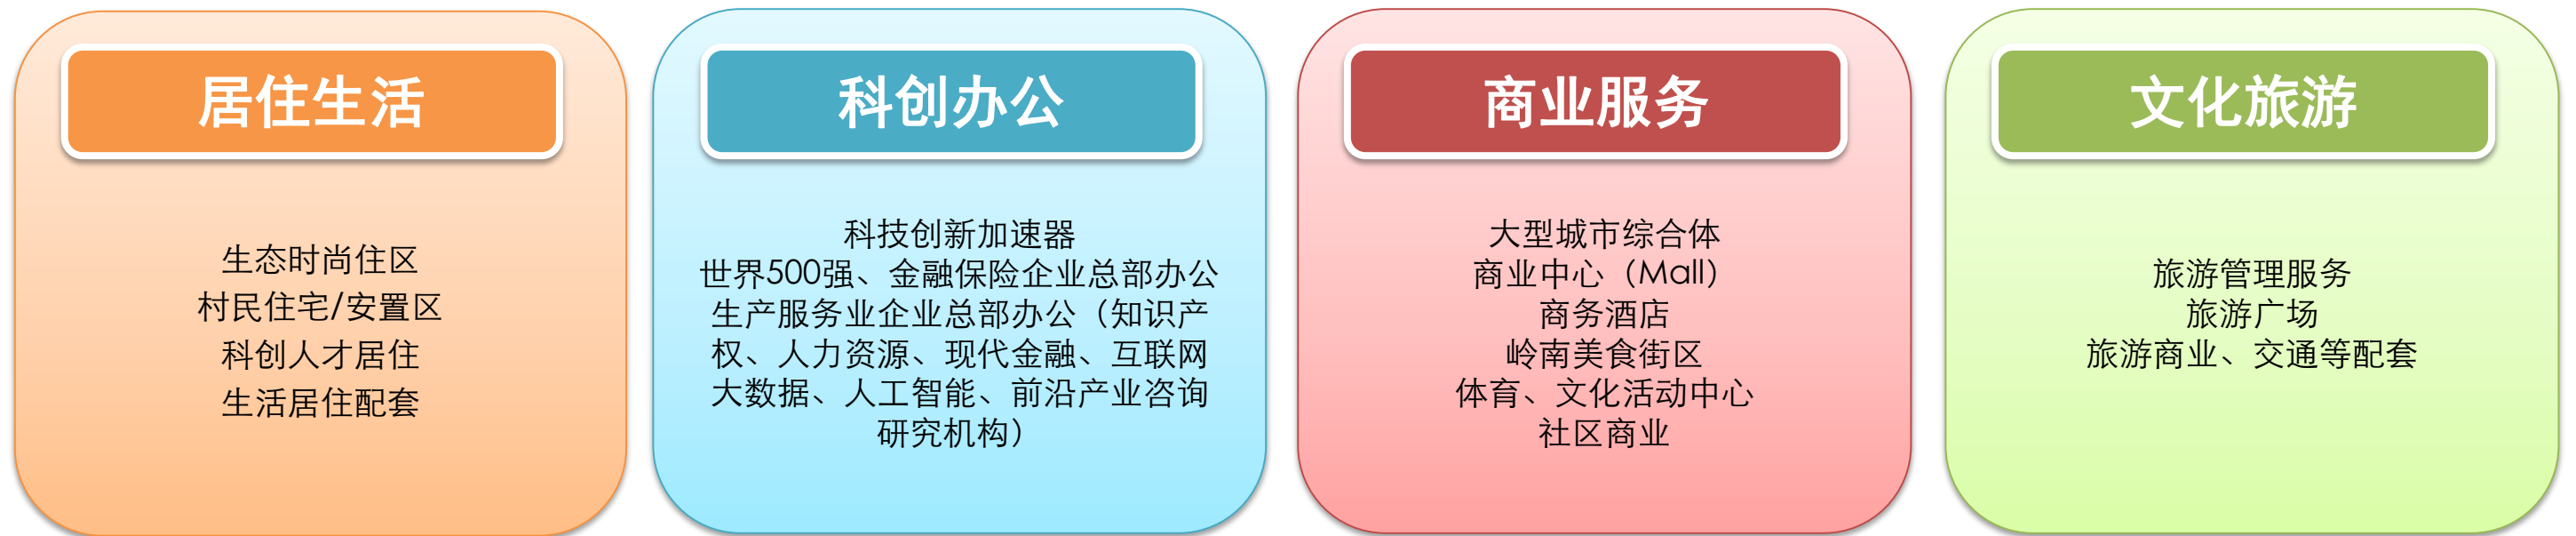 居住生活
生态时尚住区
村民住宅/安置区
科创人才居住
生活居住配套
科创办公
科技创新加速器
世界500强、金融保险企业总部办公
生产服务业企业总部办公（知识产
权、人力资源、现代金融、互联网
大数据、人工智能、前沿产业咨询
研究机构）
商业服务
大型城市综合体
商业中心（Mall）
商务酒店
岭南美食街区
体育、文化活动中心
社区商业
文化旅游
旅游管理服务
旅游广场
旅游商业、交通等配套